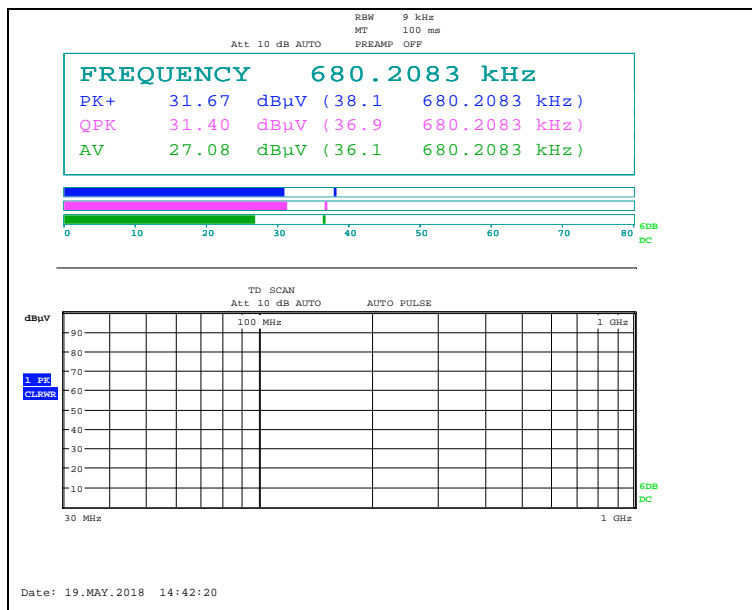 RBW 9 kHz
MT 100 ms
Att 10 dB AUTO PREAMP OFF
FREQUENCY 680.2083 kHz
PK+ 31.67 dBµV (38.1 680.2083 kHz)
QPK 31.40 dBµV (36.9 680.2083 kHz)
AV 27.08 dBµV (36.1 680.2083 kHz)
0 10 20 30 40 50 60 70 80
6DB
DC
TD SCAN
Att 10 dB AUTO AUTO PULSE
dBµV
100 MHz 1 GHz
90
80
70
1 PK
CLRWR
60
50
40
30
20
10
6DB
DC
30 MHz 1 GHz
Date: 19.MAY.2018 14:42:20